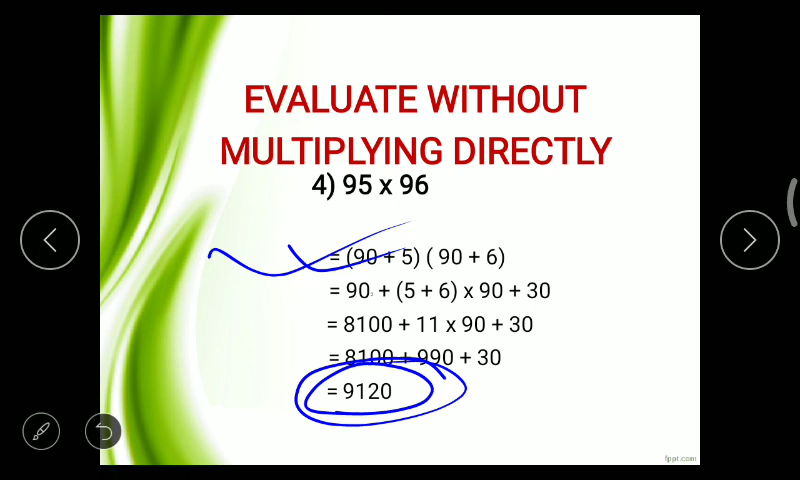 EVALUATE WITHOUT
MULTIPLYING DIRECTLY
4) 95 x 96
= (90 + 5) ( 90 + 6)
= 90 + (5 + 6) x 90 + 30
= 8100 + 11 x 90 + 30
= 8100 + 990 + 30
= 9120
fppt.com